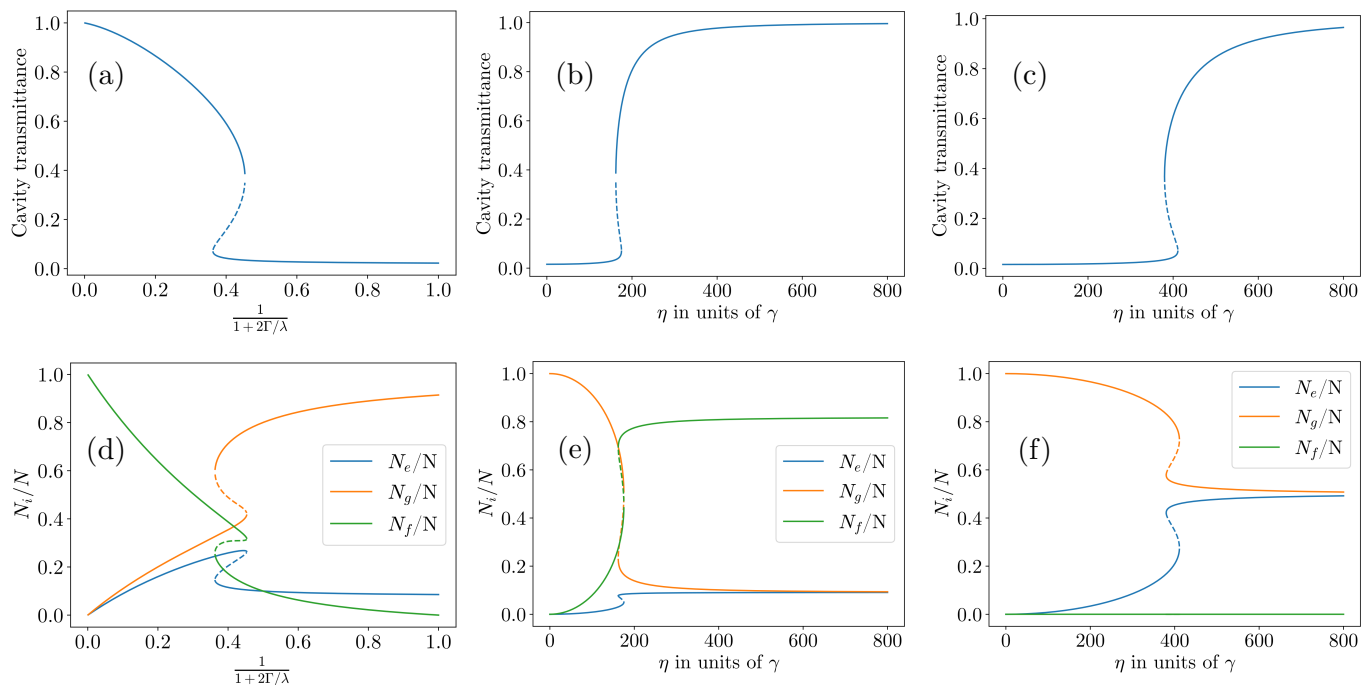 Cavity transmittance
1.0
0.8
0.6
0.4
0.2
0.0
(a)
0.0 0.2 0.4 0.6 0.8 1.0
1/(1+2Γ/λ)
Cavity transmittance
1.0
0.8
0.6
0.4
0.2
0.0
(b)
0 200 400 600 800
η in units of γ
Cavity transmittance
1.0
0.8
0.6
0.4
0.2
0.0
(c)
0 200 400 600 800
η in units of γ
N_i/N
1.0
0.8
0.6
0.4
0.2
0.0
(d)
N_e/N
N_g/N
N_f/N
0.0 0.2 0.4 0.6 0.8 1.0
1/(1+2Γ/λ)
N_i/N
1.0
0.8
0.6
0.4
0.2
0.0
(e)
N_e/N
N_g/N
N_f/N
0 200 400 600 800
η in units of γ
N_i/N
1.0
0.8
0.6
0.4
0.2
0.0
(f)
N_e/N
N_g/N
N_f/N
0 200 400 600 800
η in units of γ